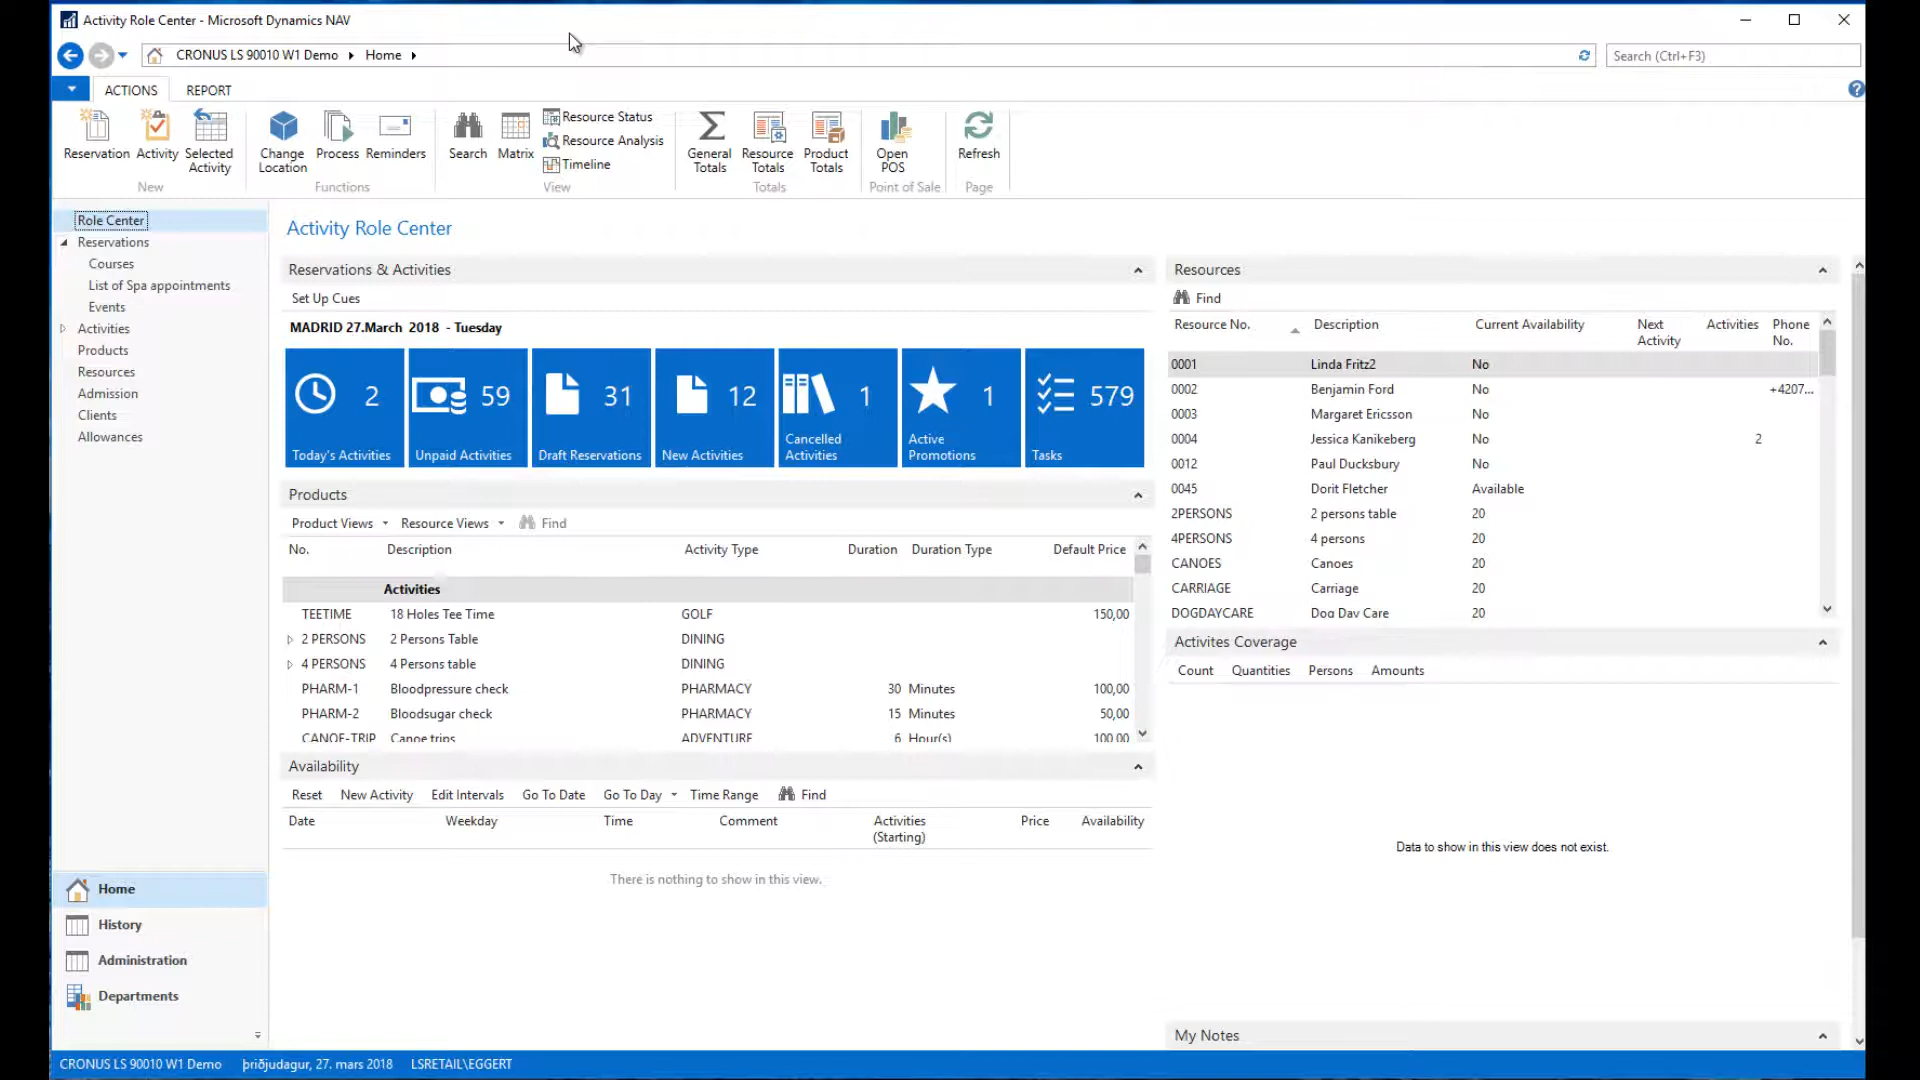 Activity Role Center - Microsoft Dynamics NAV
CRONUS LS 90010 W1 Demo
Home
Search (Ctrl+F3)
ACTIONS
REPORT
Reservation
Activity
Selected
Activity
New
Change
Location
Process
Reminders
Functions
Search
Matrix
Resource Status
Resource Analysis
Timeline
View
General
Totals
Resource
Totals
Product
Totals
Totals
Open
POS
Point of Sale
Refresh
Page
Role Center
Reservations
Courses
List of Spa appointments
Events
Activities
Products
Resources
Admission
Clients
Allowances
Home
History
Administration
Departments
Activity Role Center
Reservations & Activities
Set Up Cues
MADRID 27.March 2018 - Tuesday
2
Today's Activities
59
Unpaid Activities
31
Draft Reservations
12
New Activities
1
Cancelled
Activities
1
Active
Promotions
579
Tasks
Products
Product Views
Resource Views
Find
No. Description Activity Type Duration Duration Type Default Price
Activities
TEETIME 18 Holes Tee Time GOLF 150,00
2 PERSONS 2 Persons Table DINING
4 PERSONS 4 Persons table DINING
PHARM-1 Bloodpressure check PHARMACY 30 Minutes 100,00
PHARM-2 Bloodsugar check PHARMACY 15 Minutes 50,00
CANOE-TRIP Canoe trips ADVENTURE 6 Hour(s) 100,00
Availability
Reset New Activity Edit Intervals Go To Date Go To Day Time Range Find
Date Weekday Time Comment Activities (Starting) Price Availability
There is nothing to show in this view.
Resources
Find
Resource No. Description Current Availability Next Activity Activities Phone No.
0001 Linda Fritz2 No
0002 Benjamin Ford No +4207...
0003 Margaret Ericsson No
0004 Jessica Kanikeberg No 2
0012 Paul Ducksbury No
0045 Dorit Fletcher Available
2PERSONS 2 persons table 20
4PERSONS 4 persons 20
CANOES Canoes 20
CARRIAGE Carriage 20
DOGDAYCARE Dog Day Care 20
Activites Coverage
Count Quantities Persons Amounts
Data to show in this view does not exist.
My Notes
CRONUS LS 90010 W1 Demo þriðjudagur, 27. mars 2018 LSRETAIL\EGGERT